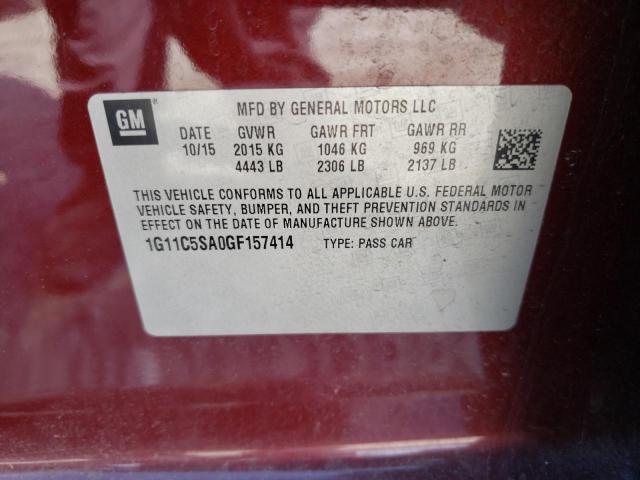 GM ® MFD BY GENERAL MOTORS LLC
DATE GVWR GAWR FRT GAWR RR
10/15 2015 KG 1046 KG 969 KG
4443 LB 2306 LB 2137 LB
THIS VEHICLE CONFORMS TO ALL APPLICABLE U.S. FEDERAL MOTOR
VEHICLE SAFETY, BUMPER, AND THEFT PREVENTION STANDARDS IN
EFFECT ON THE DATE OF MANUFACTURE SHOWN ABOVE.
1G11C5SA0GF157414 TYPE: PASS CAR